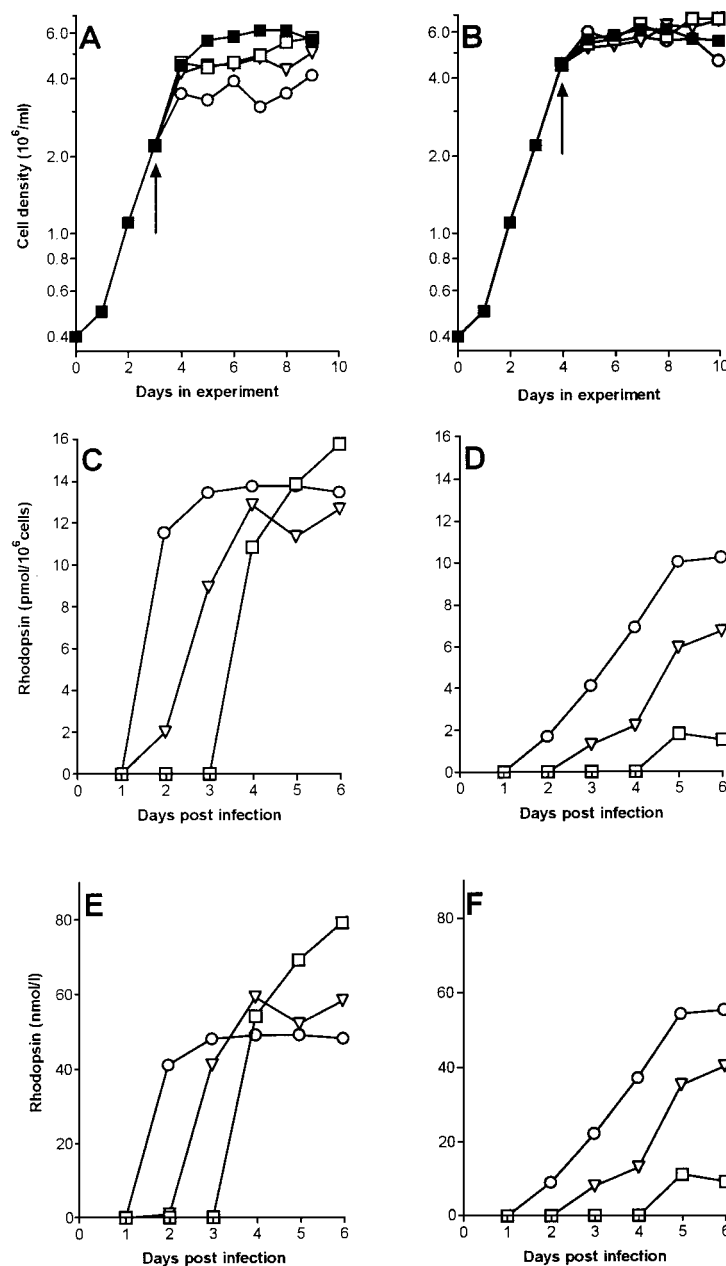 A
Cell density (10⁶/ml)
6.0
4.0
2.0
1.0
0.8
0.6
0.4
0 2 4 6 8 10
Days in experiment
B
6.0
4.0
2.0
1.0
0.8
0.6
0.4
0 2 4 6 8 10
Days in experiment
C
Rhodopsin (pmol/10⁶cells)
16
14
12
10
8
6
4
2
0
0 1 2 3 4 5 6
Days post infection
D
16
14
12
10
8
6
4
2
0
0 1 2 3 4 5 6
Days post infection
E
Rhodopsin (nmol/l)
80
60
40
20
0
0 1 2 3 4 5 6
Days post infection
F
80
60
40
20
0
0 1 2 3 4 5 6
Days post infection